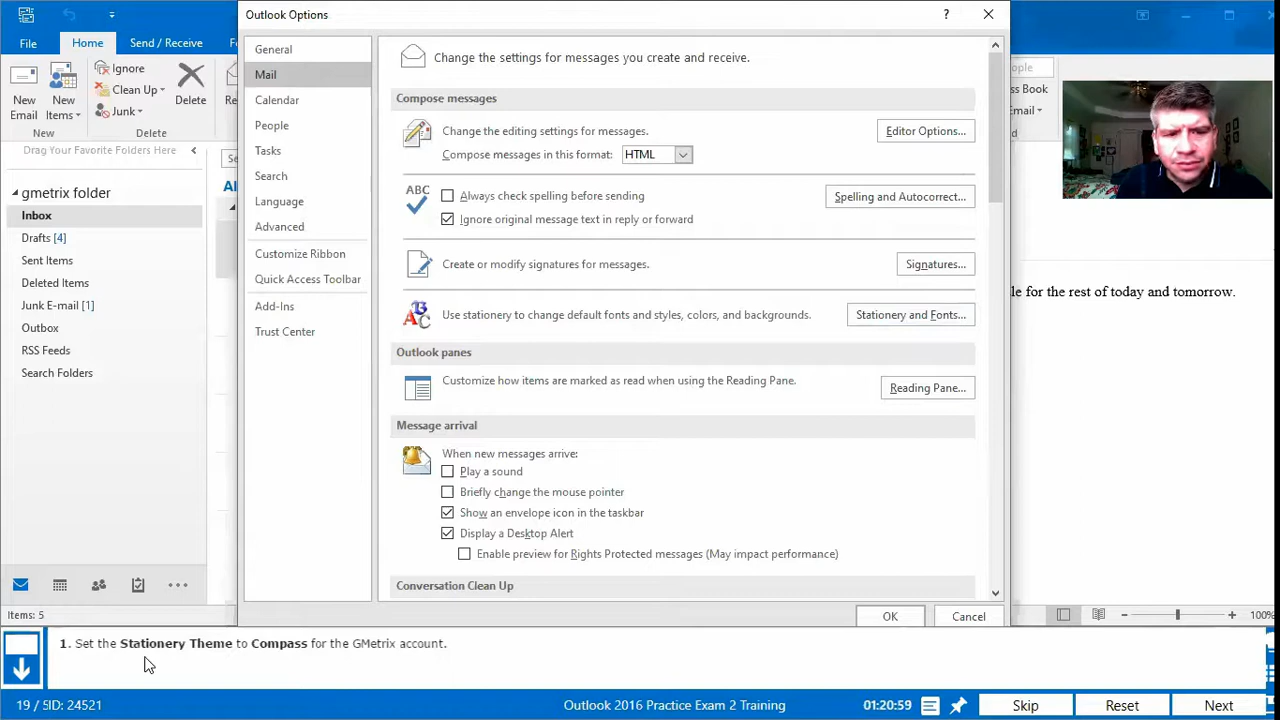 Outlook Options
?
File
Home
Send / Receive
New Email
New Items
Ignore
Clean Up
Junk
Delete
New
Delete
Drag Your Favorite Folders Here
gmetrix folder
Inbox
Drafts [4]
Sent Items
Deleted Items
Junk E-mail [1]
Outbox
RSS Feeds
Search Folders
Items: 5
General
Mail
Calendar
People
Tasks
Search
Language
Advanced
Customize Ribbon
Quick Access Toolbar
Add-Ins
Trust Center
Change the settings for messages you create and receive.
Compose messages
Change the editing settings for messages.
Editor Options...
Compose messages in this format: HTML
ABC
Always check spelling before sending
Spelling and Autocorrect...
Ignore original message text in reply or forward
Create or modify signatures for messages.
Signatures...
Use stationery to change default fonts and styles, colors, and backgrounds.
Stationery and Fonts...
Outlook panes
Customize how items are marked as read when using the Reading Pane.
Reading Pane...
Message arrival
When new messages arrive:
Play a sound
Briefly change the mouse pointer
Show an envelope icon in the taskbar
Display a Desktop Alert
Enable preview for Rights Protected messages (May impact performance)
Conversation Clean Up
OK
Cancel
ople
ss Book
Email
le for the rest of today and tomorrow.
100%
1. Set the Stationery Theme to Compass for the GMetrix account.
19 / 5ID: 24521
Outlook 2016 Practice Exam 2 Training
01:20:59
Skip
Reset
Next